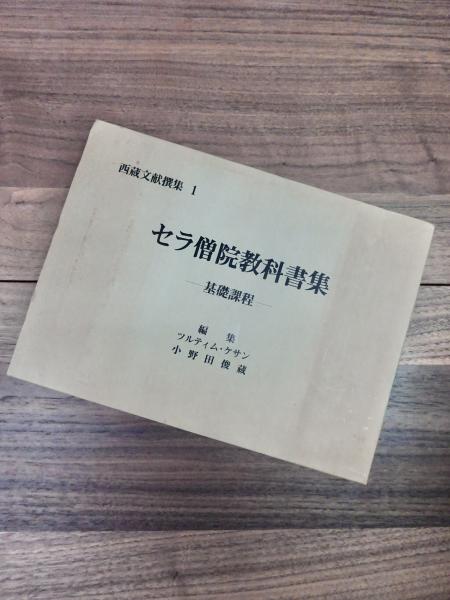 西蔵文献撰集 1
セラ僧院教科書集
—基礎課程—
編集
ツルティム・ケサン
小野田俊蔵